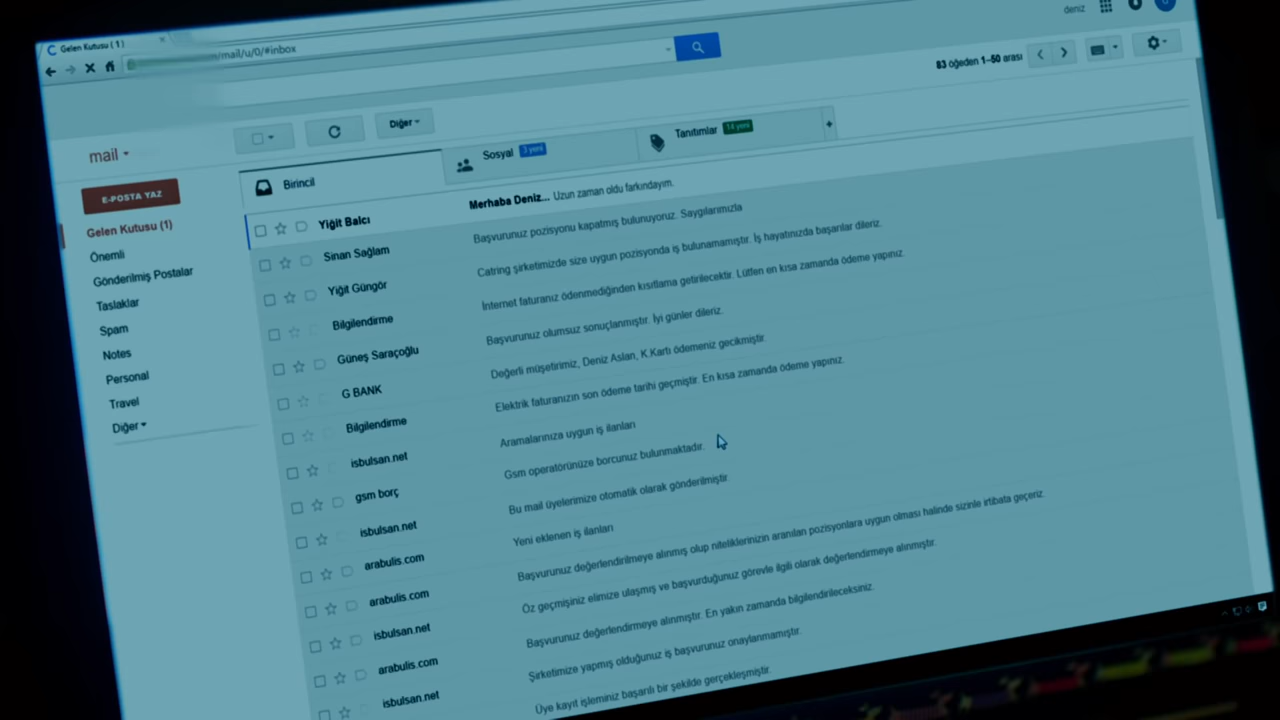 Gelen Kutusu ( 1 )
/mail/u/0/#inbox
deniz
83 öğeden 1–50 arası
mail
Diğer
E-POSTA YAZ
Gelen Kutusu (1)
Önemli
Gönderilmiş Postalar
Taslaklar
Spam
Notes
Personal
Travel
Diğer
Birincil
Sosyal 3 yeni
Tanıtımlar 14 yeni
Yiğit Balcı Merhaba Deniz... Uzun zaman oldu farkındayım.
Sinan Sağlam Başvurunuz pozisyonu kapatmış bulunuyoruz. Saygılarımızla
Yiğit Güngör Catring şirketimizde size uygun pozisyonda iş bulunamamıştır. İş hayatınızda başarılar dileriz.
Bilgilendirme İnternet faturanız ödenmediğinden kısıtlama getirilecektir. Lütfen en kısa zamanda ödeme yapınız.
Güneş Saraçoğlu Başvurunuz olumsuz sonuçlanmıştır. İyi günler dileriz.
G BANK Değerli müşetirimiz, Deniz Aslan, K.Kartı ödemeniz gecikmiştir.
Bilgilendirme Elektrik faturanızın son ödeme tarihi geçmiştir. En kısa zamanda ödeme yapınız.
isbulsan.net Aramalarınıza uygun iş ilanları
gsm borç Gsm operatörünüze borcunuz bulunmaktadır.
isbulsan.net Bu mail üyelerimize otomatik olarak gönderilmiştir.
arabulis.com Yeni eklenen iş ilanları
arabulis.com Başvurunuz değerlendirilmeye alınmış olup niteliklerinizin aranılan pozisyonlara uygun olması halinde sizinle irtibata geçeriz.
isbulsan.net Öz geçmişiniz elimize ulaşmış ve başvurduğunuz görevle ilgili olarak değerlendirmeye alınmıştır.
arabulis.com Başvurunuz değerlendirmeye alınmıştır. En yakın zamanda bilgilendirileceksiniz.
isbulsan.net Şirketimize yapmış olduğunuz iş başvurunuz onaylanmamıştır.
Üye kayıt işleminiz başarılı bir şekilde gerçekleşmiştir.